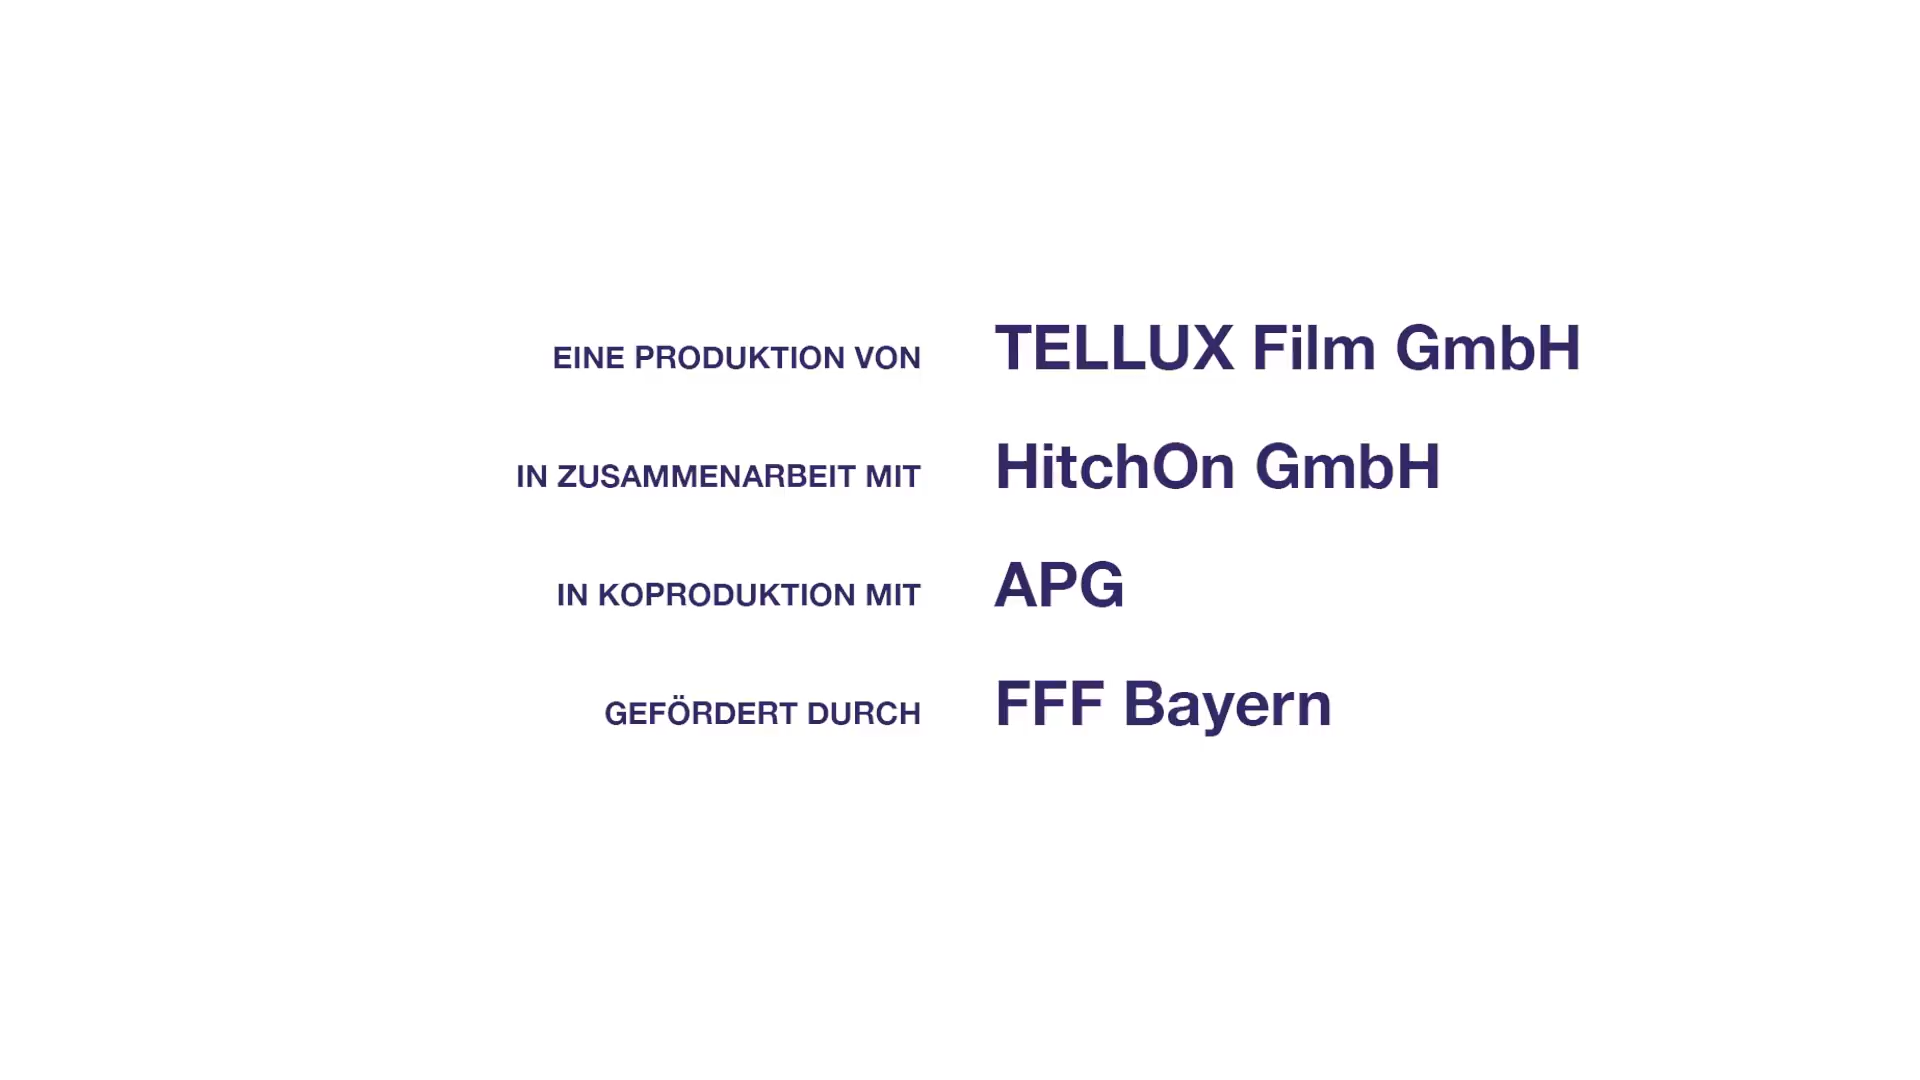 EINE PRODUKTION VON TELLUX Film GmbH
IN ZUSAMMENARBEIT MIT HitchOn GmbH
IN KOPRODUKTION MIT APG
GEFÖRDERT DURCH FFF Bayern